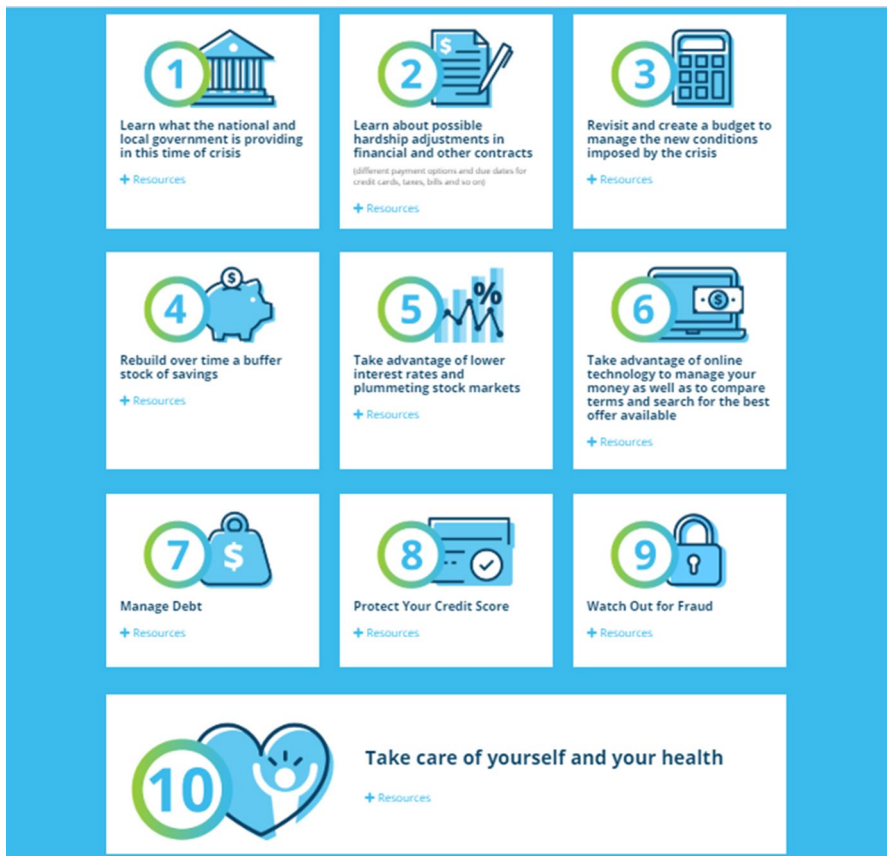 1
Learn what the national and
local government is providing
in this time of crisis
+ Resources
2
$
Learn about possible
hardship adjustments in
financial and other contracts
(different payment options and due dates for
credit cards, taxes, bills and so on)
+ Resources
3
Revisit and create a budget to
manage the new conditions
imposed by the crisis
+ Resources
4
$
Rebuild over time a buffer
stock of savings
+ Resources
5
%
Take advantage of lower
interest rates and
plummeting stock markets
+ Resources
6
$
Take advantage of online
technology to manage your
money as well as to compare
terms and search for the best
offer available
+ Resources
7
$
Manage Debt
+ Resources
8
Protect Your Credit Score
+ Resources
9
Watch Out for Fraud
+ Resources
10
Take care of yourself and your health
+ Resources